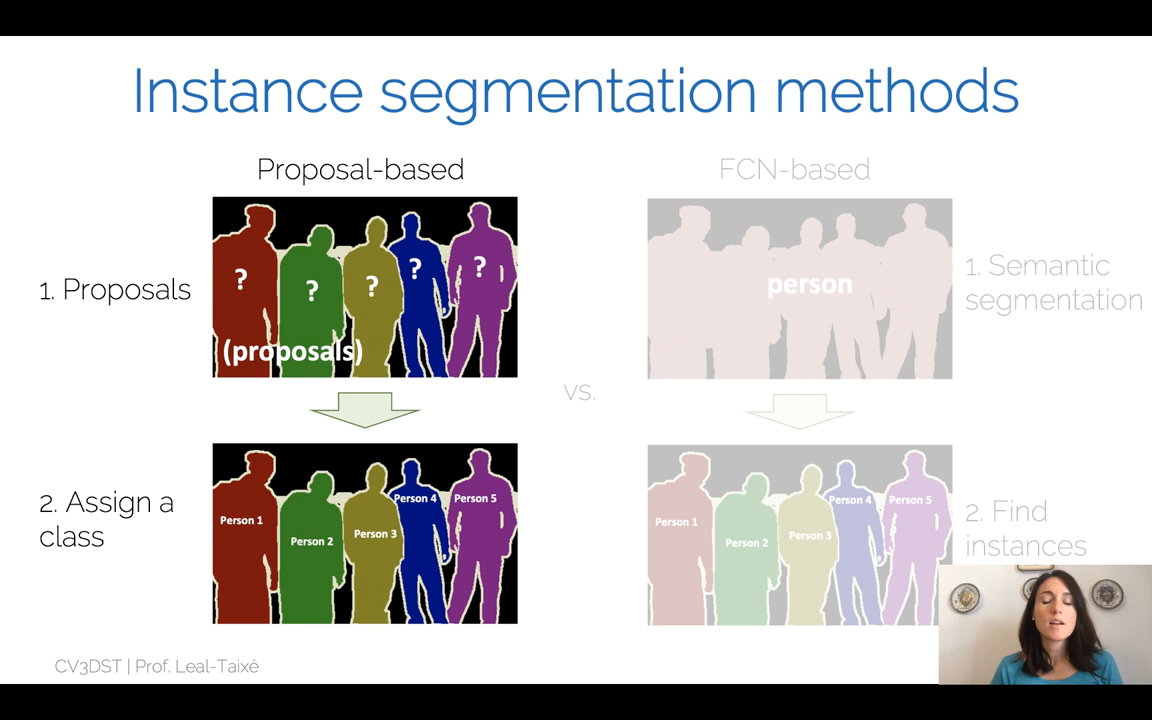 Instance segmentation methods
Proposal-based
FCN-based
1. Proposals
?
?
?
?
?
(proposals)
person
1. Semantic
segmentation
vs.
2. Assign a
class
Person 1
Person 2
Person 3
Person 4
Person 5
Person 1
Person 2
Person 3
Person 4
Person 5
2. Find
instances
CV3DST | Prof. Leal-Taixé